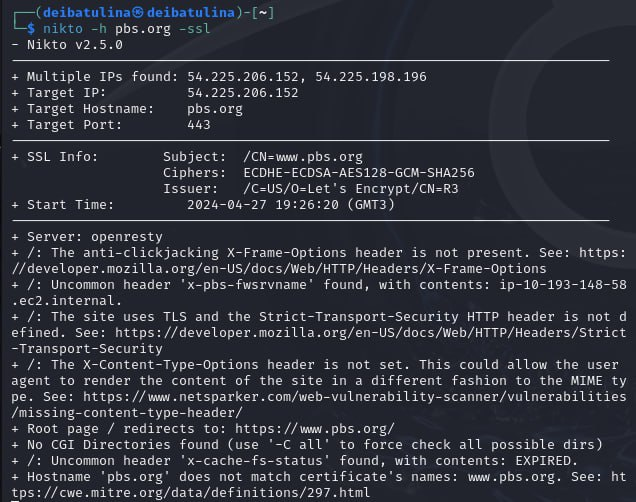 ┌──(deibatulina㉿deibatulina)-[~]
└─$ nikto -h pbs.org -ssl
- Nikto v2.5.0
+ Multiple IPs found: 54.225.206.152, 54.225.198.196
+ Target IP: 54.225.206.152
+ Target Hostname: pbs.org
+ Target Port: 443
+ SSL Info: Subject: /CN=www.pbs.org
Ciphers: ECDHE-ECDSA-AES128-GCM-SHA256
Issuer: /C=US/O=Let's Encrypt/CN=R3
+ Start Time: 2024-04-27 19:26:20 (GMT3)
+ Server: openresty
+ /: The anti-clickjacking X-Frame-Options header is not present. See: https:
//developer.mozilla.org/en-US/docs/Web/HTTP/Headers/X-Frame-Options
+ /: Uncommon header 'x-pbs-fwsrvname' found, with contents: ip-10-193-148-58
.ec2.internal.
+ /: The site uses TLS and the Strict-Transport-Security HTTP header is not d
efined. See: https://developer.mozilla.org/en-US/docs/Web/HTTP/Headers/Strict
-Transport-Security
+ /: The X-Content-Type-Options header is not set. This could allow the user
agent to render the content of the site in a different fashion to the MIME ty
pe. See: https://www.netsparker.com/web-vulnerability-scanner/vulnerabilities
/missing-content-type-header/
+ Root page / redirects to: https://www.pbs.org/
+ No CGI Directories found (use '-C all' to force check all possible dirs)
+ /: Uncommon header 'x-cache-fs-status' found, with contents: EXPIRED.
+ Hostname 'pbs.org' does not match certificate's names: www.pbs.org. See: ht
tps://cwe.mitre.org/data/definitions/297.html